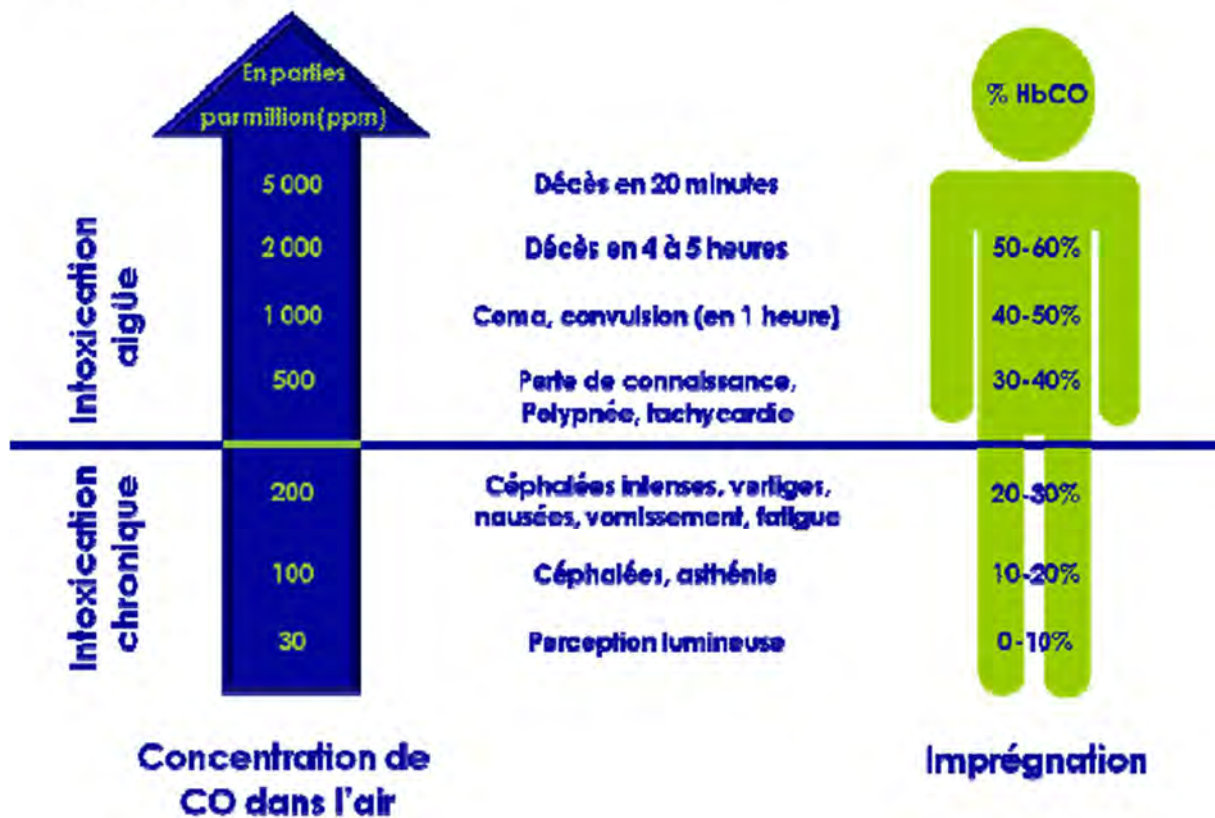 En parties
par million(ppm)
% HbCO
Intoxication
aigüe
5 000
Décès en 20 minutes
2 000
Décès en 4 à 5 heures
50-60%
1 000
Coma, convulsion (en 1 heure)
40-50%
500
Perte de connaissance,
Polypnée, tachycardie
30-40%
Intoxication
chronique
200
Céphalées intenses, vertiges,
nausées, vomissement, fatigue
20-30%
100
Céphalées, asthénie
10-20%
30
Perception lumineuse
0-10%
Concentration de
CO dans l'air
Imprégnation